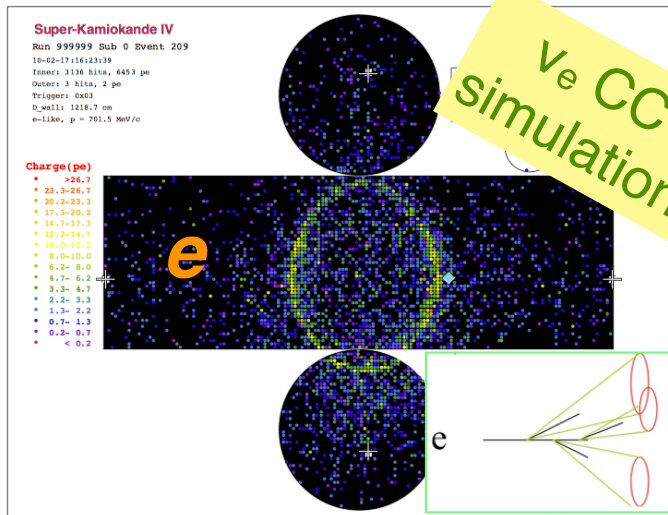 Super-Kamiokande IV
Run 999999 Sub 0 Event 209
10-02-17:16:23:39
Inner: 3136 hits, 6453 pe
Outer: 3 hits, 2 pe
Trigger: 0x03
D_wall: 1218.7 cm
e-like, p = 701.5 MeV/c
νe CC
simulation
Charge(pe)
>26.7
23.3-26.7
20.2-23.3
17.3-20.2
14.7-17.3
12.2-14.7
10.0-12.2
8.0-10.0
6.2- 8.0
4.7- 6.2
3.3- 4.7
2.2- 3.3
1.3- 2.2
0.7- 1.3
0.2- 0.7
< 0.2
e
e